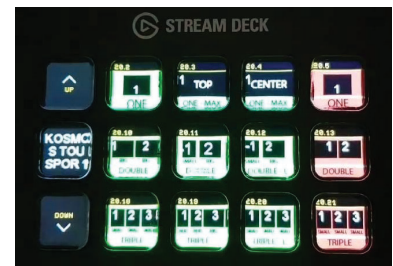 STREAM DECK
UP
20.2
1
ONE
20.3
1 TOP
ONE MAX
20.4
1 CENTER
ONE MAX
20.5
1
ONE
KOSMO
S TOU
SPOR
20.10
1 2
DOUBLE
20.11
1 2
DOUBLE
20.12
1 2
DOUBLE L
20.13
1 2
DOUBLE
DOWN
20.18
1 2 3
TRIPLE
20.19
1 2 3
TRIPLE
20.20
1 2 3
TRIPLE L
20.21
1 2 3
SMALL SMALL SMALL
TRIPLE